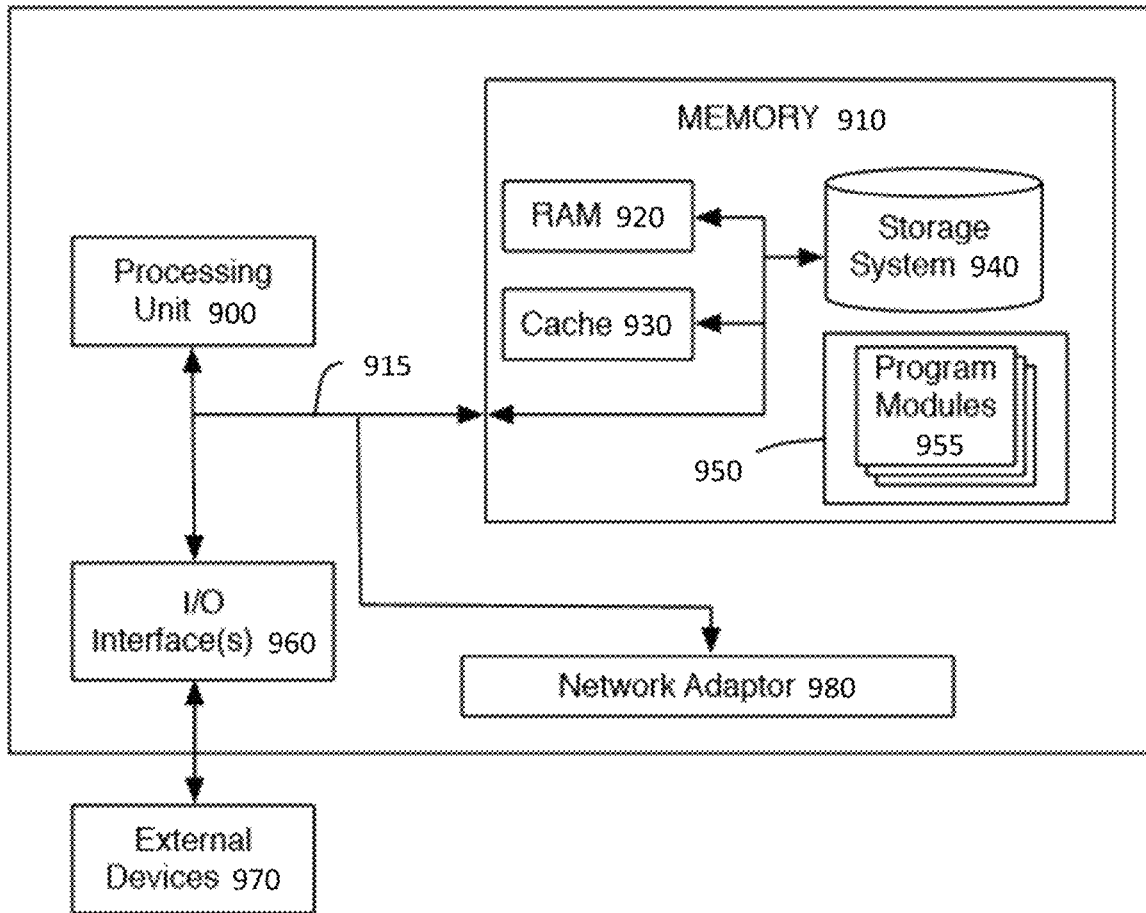 MEMORY 910
RAM 920
Storage
System 940
Processing
Unit 900
Cache 930
915
Program
Modules
955
950
I/O
Interface(s) 960
Network Adaptor 980
External
Devices 970